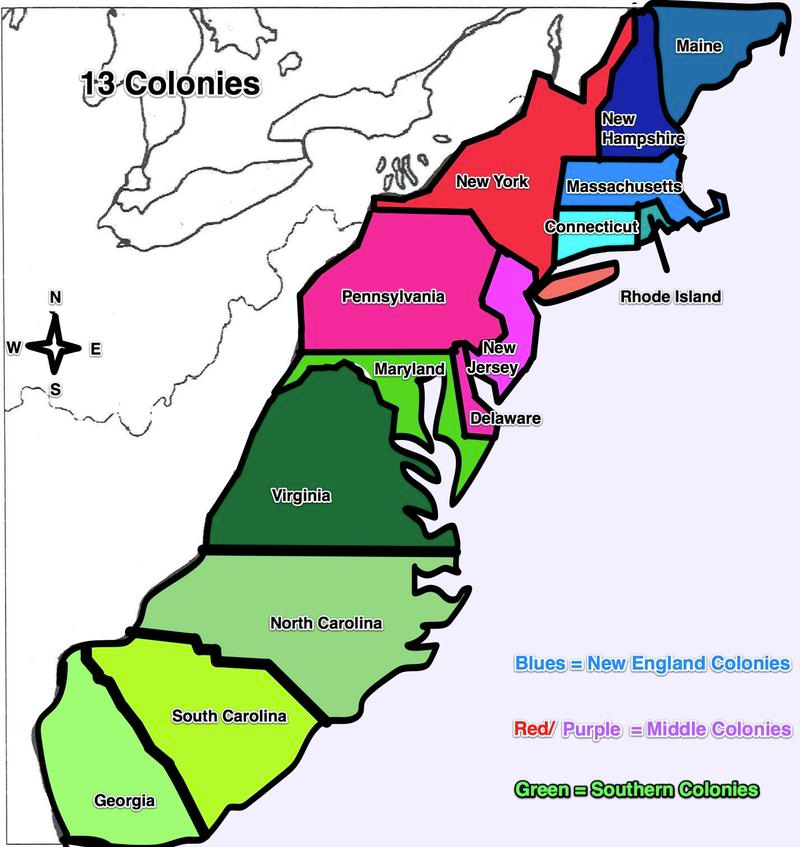 13 Colonies
Maine
New
Hampshire
New York
Massachusetts
Connecticut
Rhode Island
Pennsylvania
N
W
E
S
New
Jersey
Maryland
Delaware
Virginia
North Carolina
Blues = New England Colonies
South Carolina
Red/ Purple = Middle Colonies
Green = Southern Colonies
Georgia